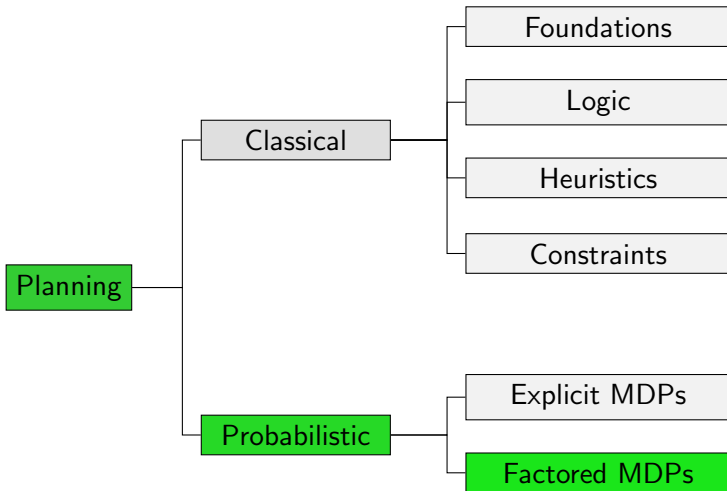 Foundations
Logic
Classical
Heuristics
Constraints
Planning
Explicit MDPs
Probabilistic
Factored MDPs